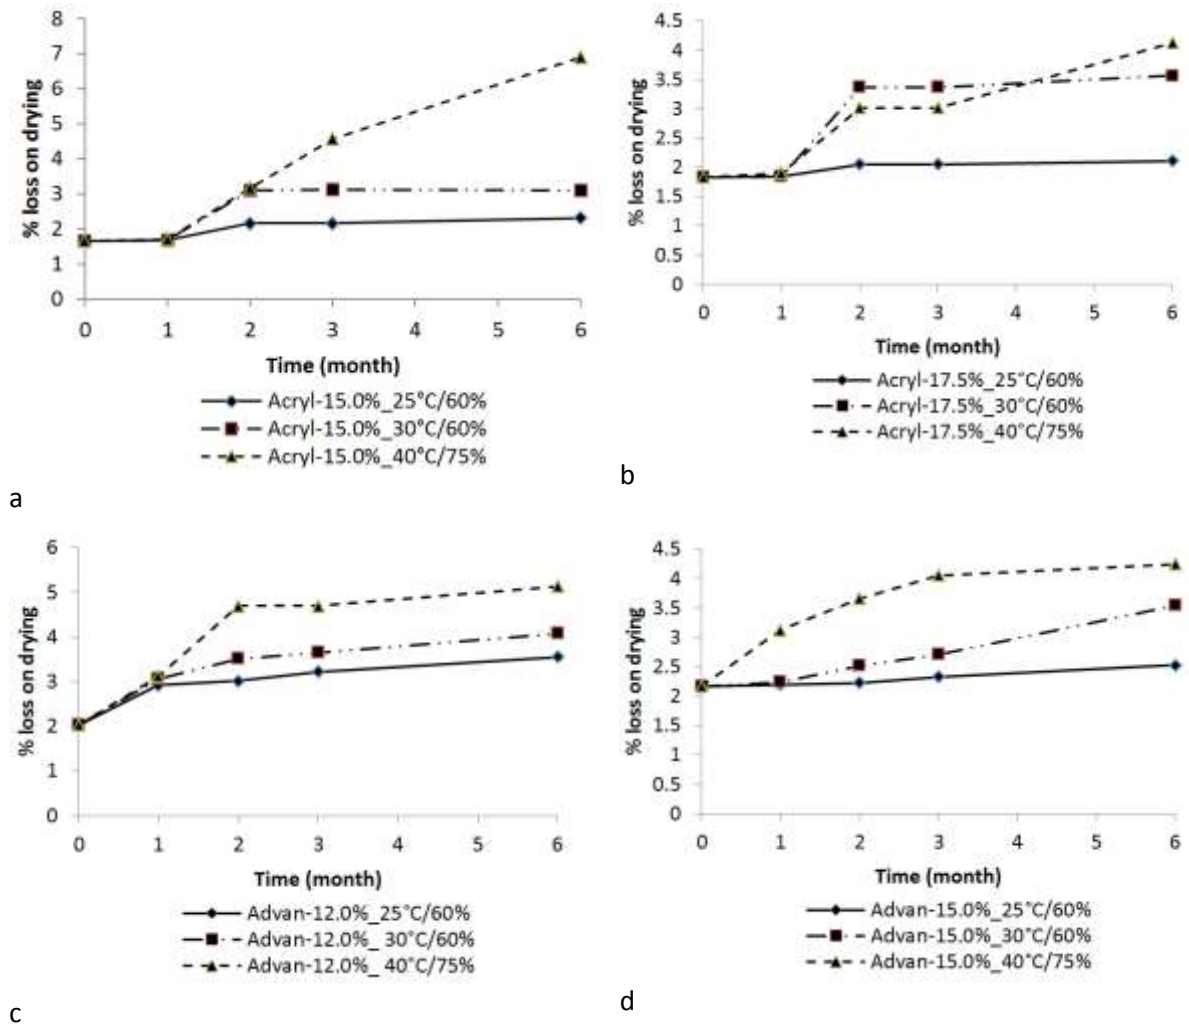 8
7
6
5
4
3
2
1
0
% loss on drying
0 1 2 3 4 5 6
Time (month)
Acryl-15.0%_25°C/60%
Acryl-15.0%_30°C/60%
Acryl-15.0%_40°C/75%
a
4.5
4
3.5
3
2.5
2
1.5
1
0.5
0
% loss on drying
0 1 2 3 4 5 6
Time (month)
Acryl-17.5%_25°C/60%
Acryl-17.5%_30°C/60%
Acryl-17.5%_40°C/75%
b
6
5
4
3
2
1
0
% loss on drying
0 1 2 3 4 5 6
Time (month)
Advan-12.0%_25°C/60%
Advan-12.0%_ 30°C/60%
Advan-12.0%_ 40°C/75%
c
4.5
4
3.5
3
2.5
2
1.5
1
0.5
0
% loss on drying
0 1 2 3 4 5 6
Time (month)
Advan-15.0%_25°C/60%
Advan-15.0%_30°C/60%
Advan-15.0%_40°C/75%
d